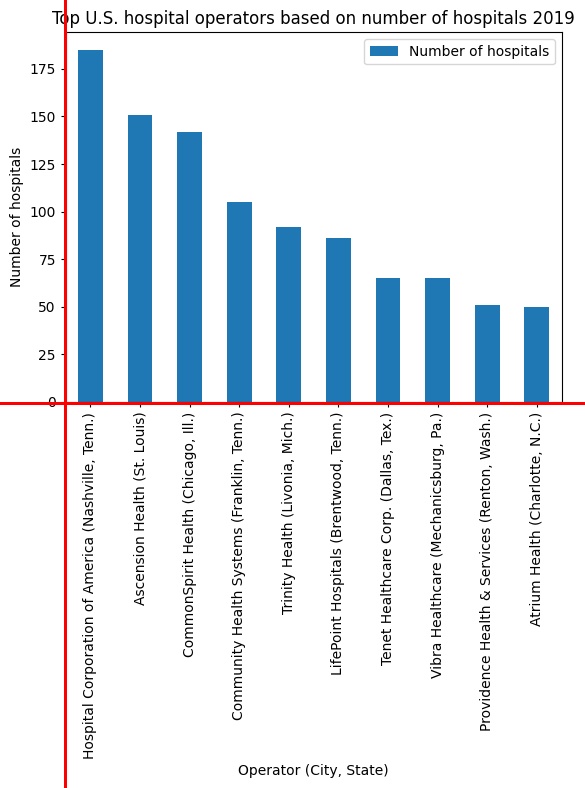 Top U.S. hospital operators based on number of hospitals 2019
Number of hospitals
Number of hospitals
175
150
125
100
75
50
25
0
Hospital Corporation of America (Nashville, Tenn.)
Ascension Health (St. Louis)
CommonSpirit Health (Chicago, Ill.)
Community Health Systems (Franklin, Tenn.)
Trinity Health (Livonia, Mich.)
LifePoint Hospitals (Brentwood, Tenn.)
Tenet Healthcare Corp. (Dallas, Tex.)
Vibra Healthcare (Mechanicsburg, Pa.)
Providence Health & Services (Renton, Wash.)
Atrium Health (Charlotte, N.C.)
Operator (City, State)